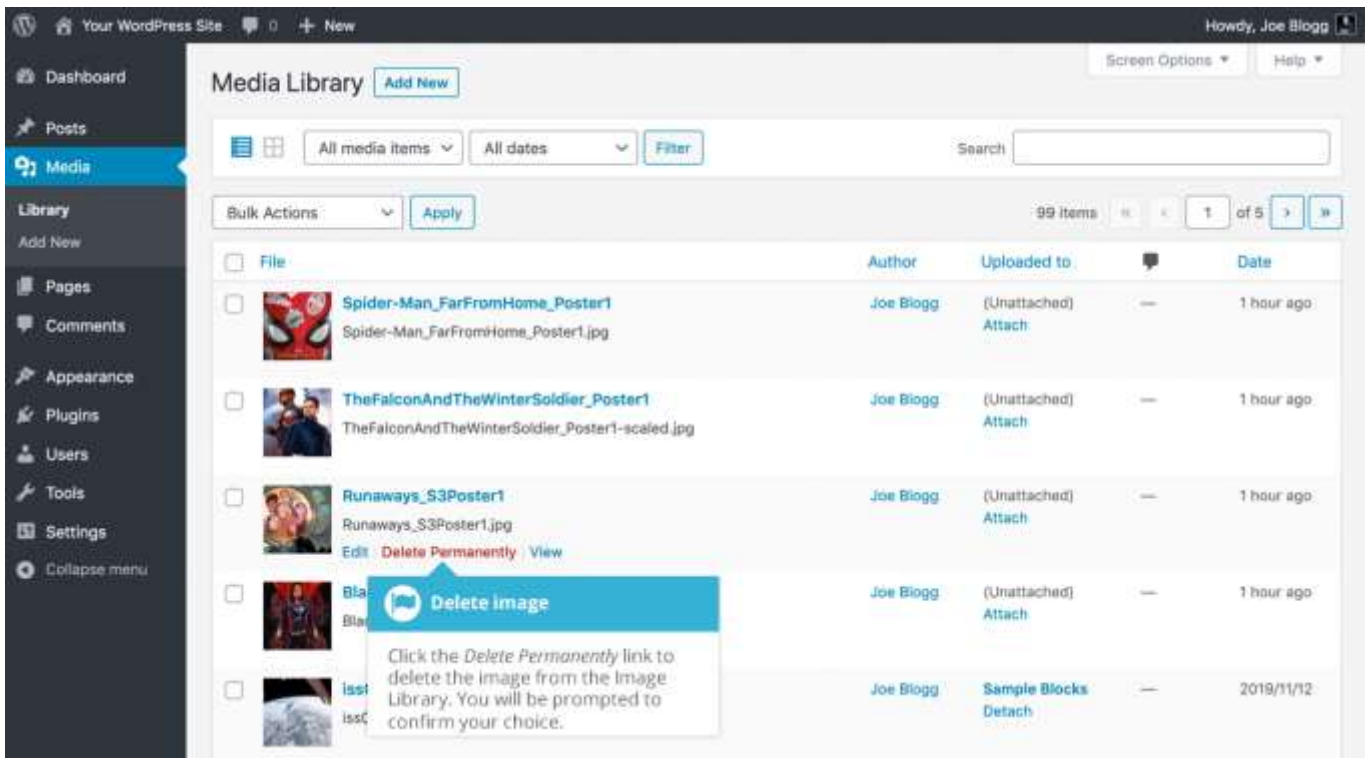 Your WordPress Site 0 + New Howdy, Joe Blogg
Screen Options Help
Dashboard
Posts
Media
Library
Add New
Pages
Comments
Appearance
Plugins
Users
Tools
Settings
Collapse menu
Media Library Add New
All media items All dates Filter Search
Bulk Actions Apply 99 items « ‹ 1 of 5 › »
File Author Uploaded to Date
Spider-Man_FarFromHome_Poster1 Joe Blogg (Unattached) — 1 hour ago
Spider-Man_FarFromHome_Poster1.jpg Attach
TheFalconAndTheWinterSoldier_Poster1 Joe Blogg (Unattached) — 1 hour ago
TheFalconAndTheWinterSoldier_Poster1-scaled.jpg Attach
Runaways_S3Poster1 Joe Blogg (Unattached) — 1 hour ago
Runaways_S3Poster1.jpg Attach
Edit | Delete Permanently | View
Bla Joe Blogg (Unattached) — 1 hour ago
Blac Attach
Delete image
Click the Delete Permanently link to
delete the image from the Image
Library. You will be prompted to
confirm your choice.
Joe Blogg Sample Blocks — 2019/11/12
Detach